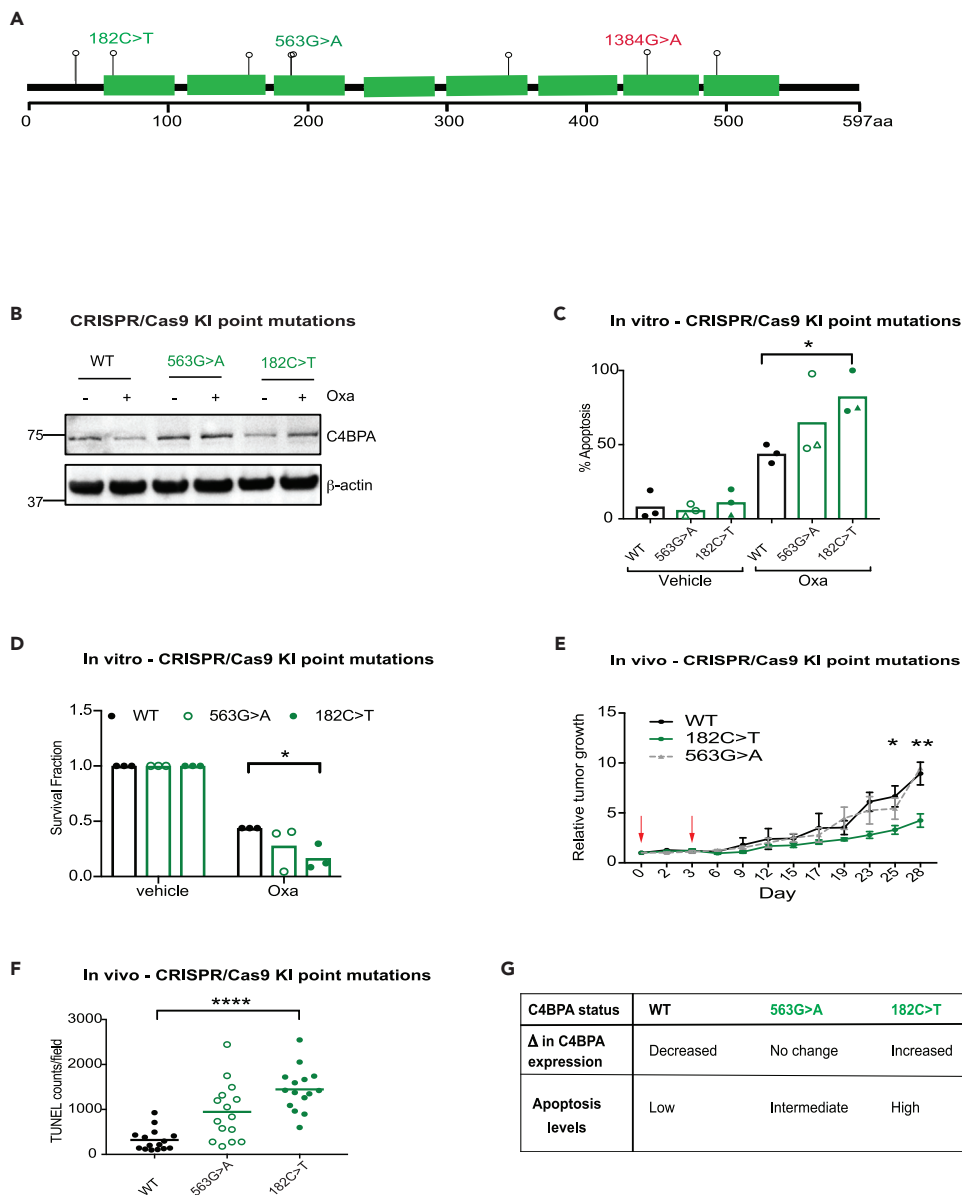 A
182C>T 563G>A 1384G>A
0 100 200 300 400 500 597aa
B
CRISPR/Cas9 KI point mutations
WT 563G>A 182C>T
- + - + - + Oxa
75 C4BPA
37 β-actin
C
In vitro - CRISPR/Cas9 KI point mutations
*
% Apoptosis
100
50
0
WT 563G>A 182C>T WT 563G>A 182C>T
Vehicle Oxa
D
In vitro - CRISPR/Cas9 KI point mutations
WT 563G>A 182C>T
*
Survival Fraction
1.5
1.0
0.5
0.0
vehicle Oxa
E
In vivo - CRISPR/Cas9 KI point mutations
WT
182C>T
563G>A
* **
Relative tumor growth
15
10
5
0
0 2 3 6 9 12 15 17 19 23 25 28
Day
F
In vivo - CRISPR/Cas9 KI point mutations
****
TUNEL counts/field
3000
2000
1000
0
WT 563G>A 182C>T
G
C4BPA status WT 563G>A 182C>T
Δ in C4BPA
expression Decreased No change Increased
Apoptosis
levels Low Intermediate High